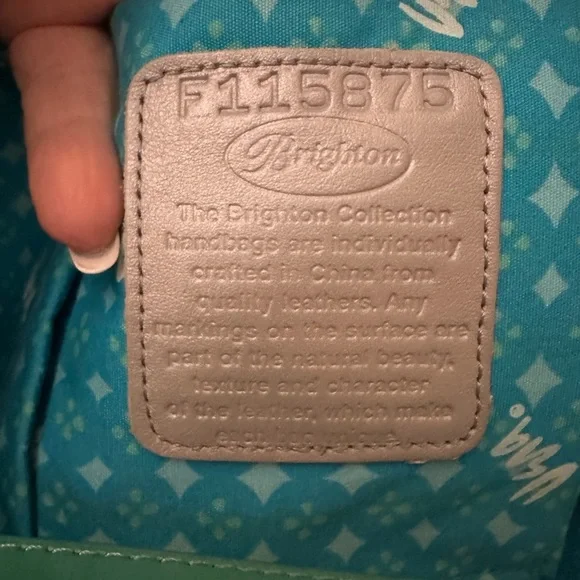 F115875
Brighton
The Brighton Collection
handbags are individually
crafted in China from
quality leathers. Any
markings on the surface are
part of the natural beauty,
texture and character
of the leather, which make
each